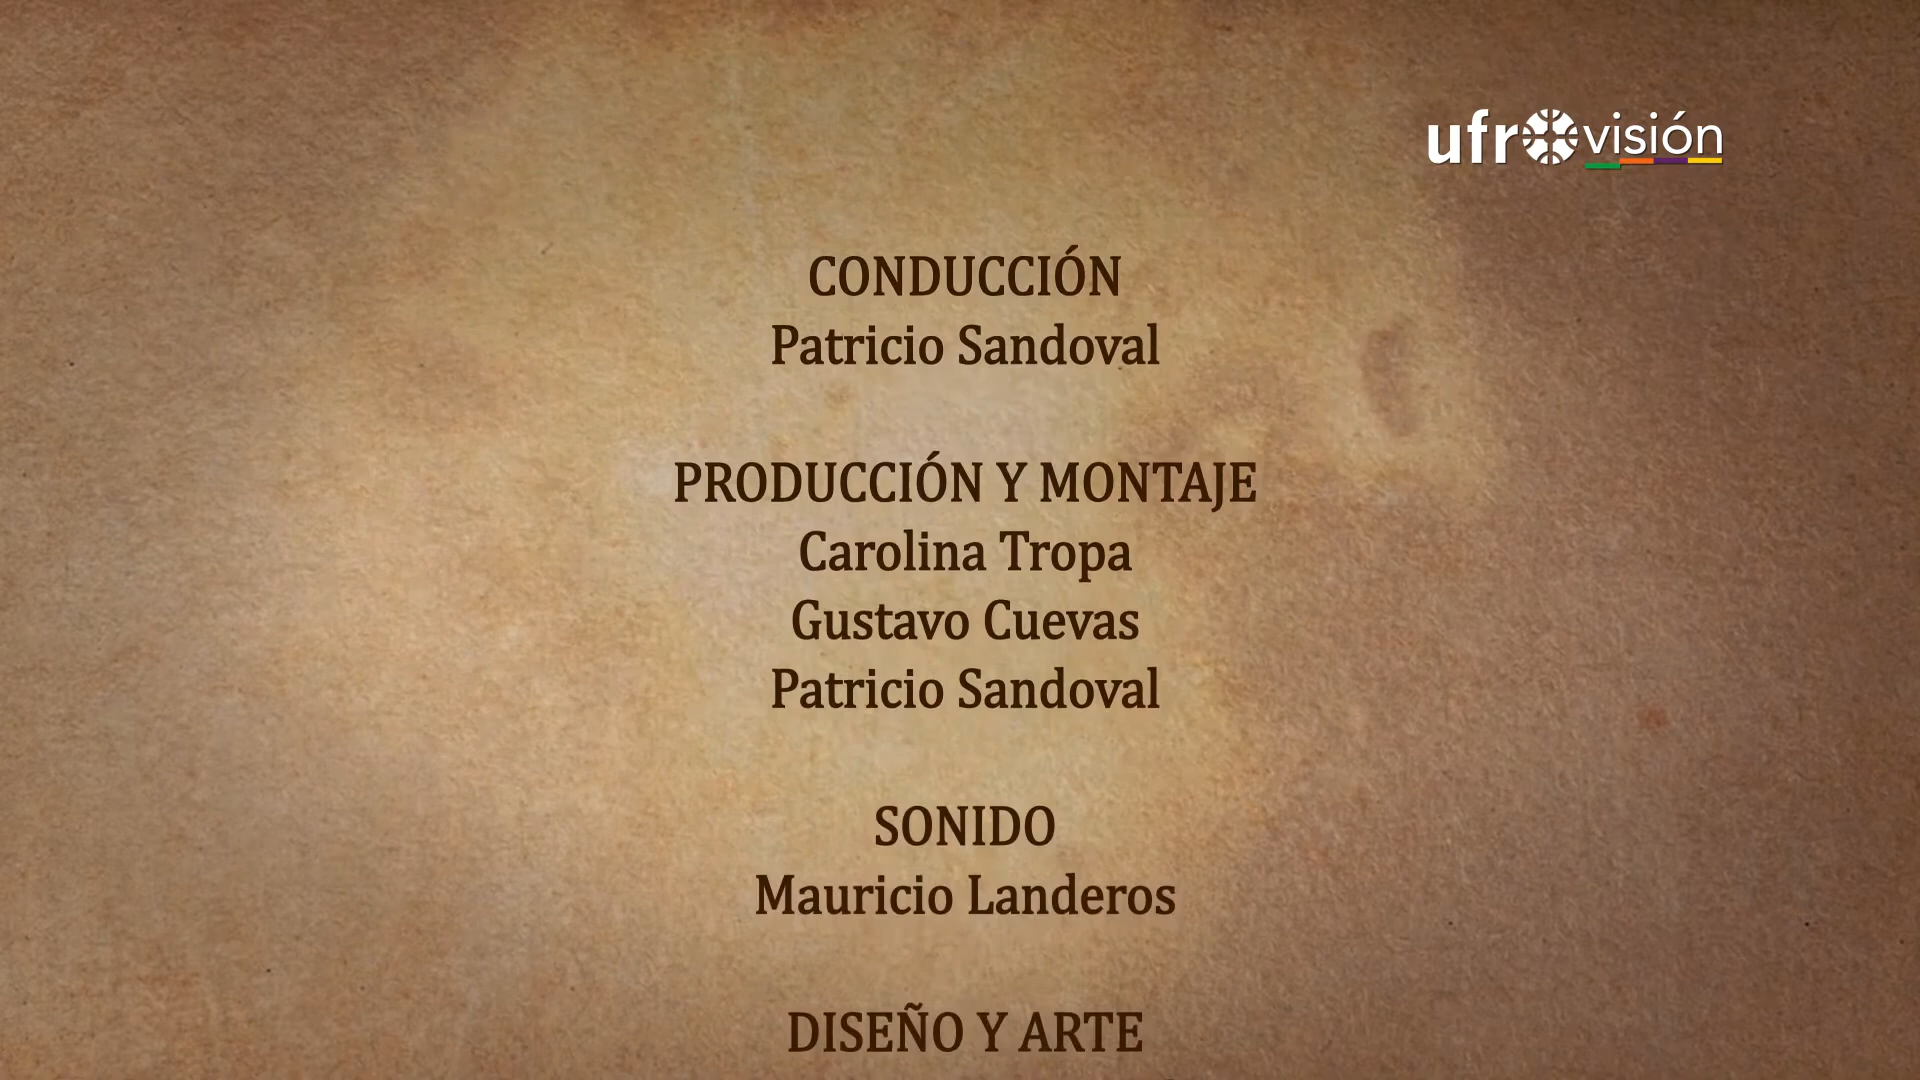 ufrovisión
CONDUCCIÓN
Patricio Sandoval
PRODUCCIÓN Y MONTAJE
Carolina Tropa
Gustavo Cuevas
Patricio Sandoval
SONIDO
Mauricio Landeros
DISEÑO Y ARTE